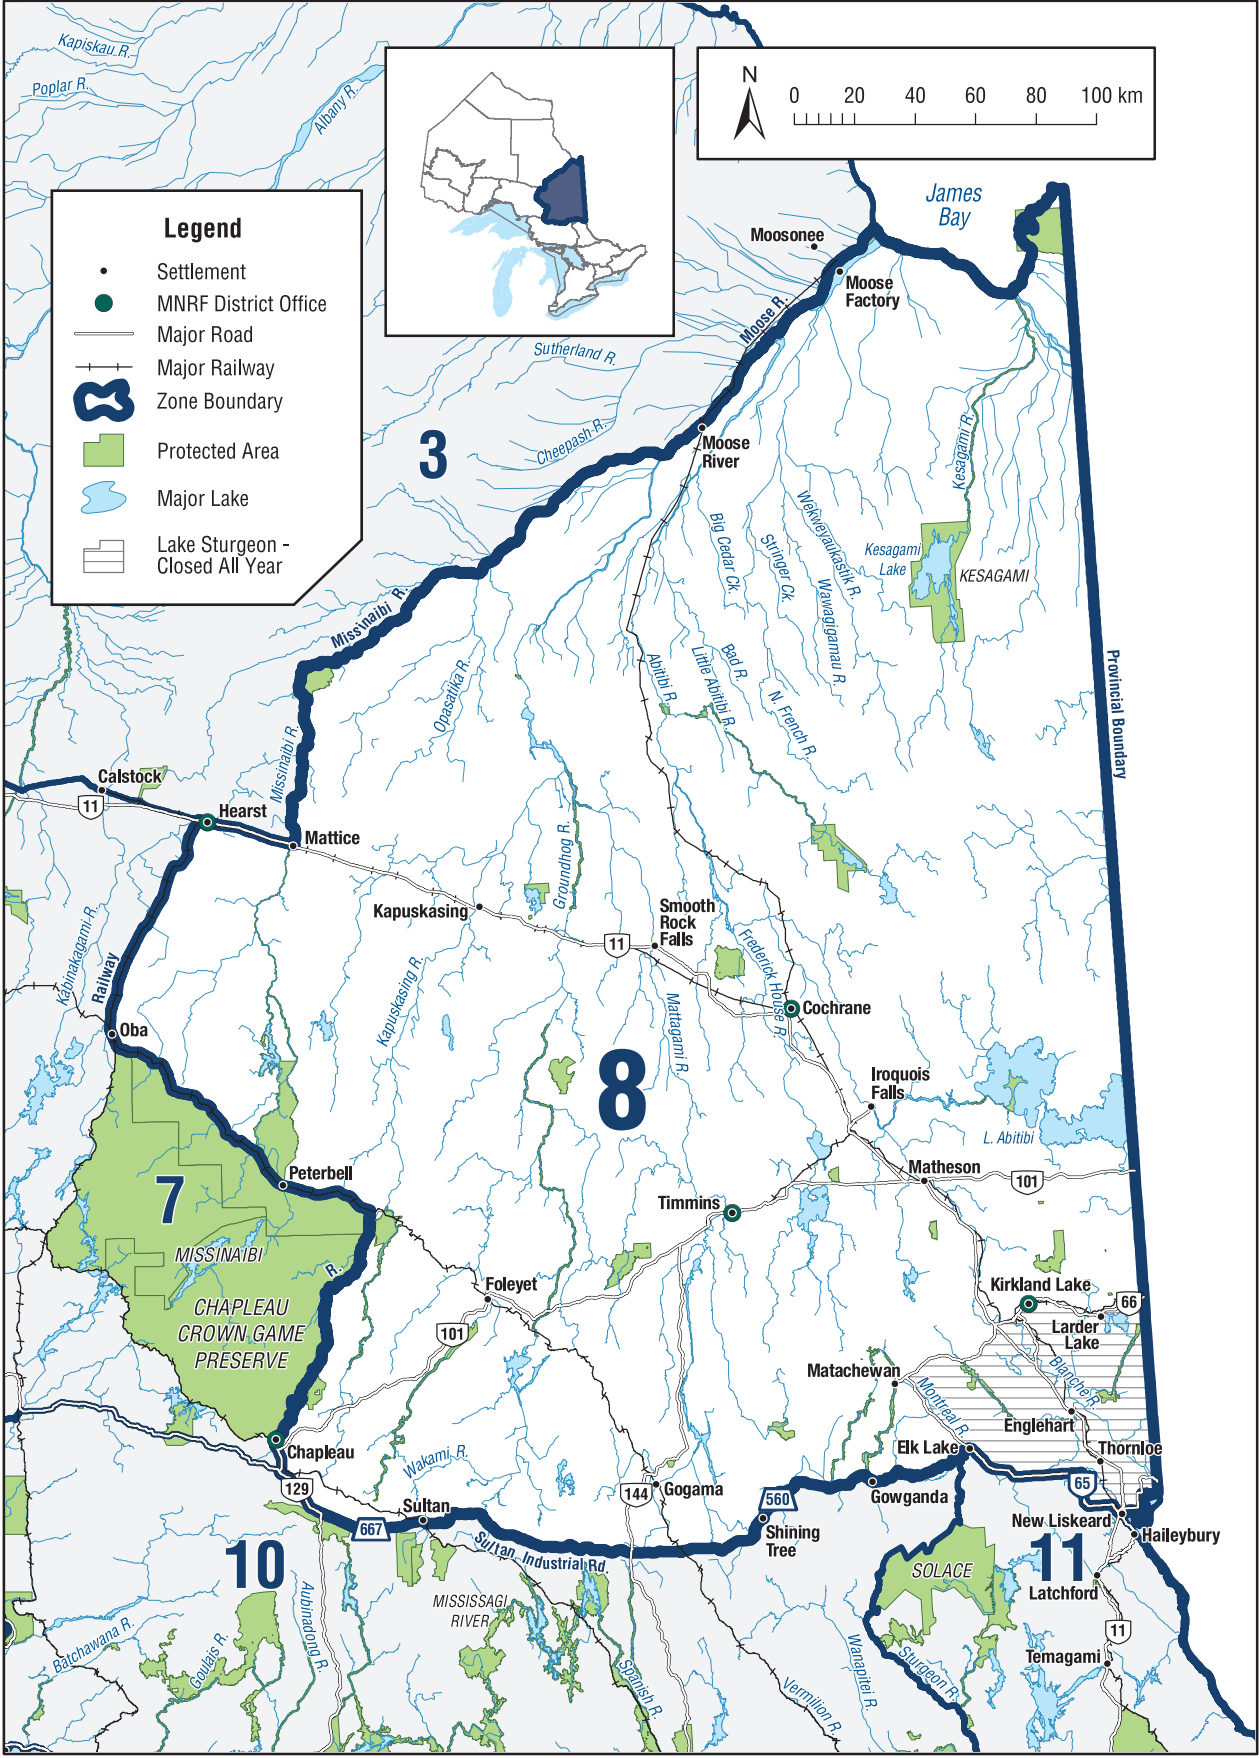 Kapiskau R.
Poplar R.
Albany R.
N
0 20 40 60 80 100 km
James
Bay
Legend
Settlement
MNRF District Office
Major Road
Major Railway
Zone Boundary
Protected Area
Major Lake
Lake Sturgeon -
Closed All Year
Moosonee
Moose
Factory
Moose R.
Sutherland R.
Cheepash R.
3
Moose
River
Kesagami R.
Big Cedar Ck.
Stringer Ck.
Wekweyaukastik R.
Wawagigamau R.
Kesagami
Lake
KESAGAMI
Missinaibi R.
Opasatika R.
Abitibi R.
Little Abitibi R.
Bad R.
N. French R.
Provincial Boundary
Missinaibi R.
Calstock
11
Hearst
Mattice
Groundhog R.
Kapuskasing
Smooth
Rock
Falls
11
Kabinakagami R.
Railway
Kapuskasing R.
Frederick House R.
Mattagami R.
Cochrane
Oba
8
Iroquois
Falls
L. Abitibi
Peterbell
7
Matheson
101
Timmins
MISSINAIBI
R.
CHAPLEAU
CROWN GAME
PRESERVE
Foleyet
101
Kirkland Lake
66
Larder
Lake
Matachewan
Montreal R.
Blanche R.
Englehart
Chapleau
Elk Lake
Thornloe
Wakami R.
129
144
Gogama
65
560
Gowganda
Sultan
667
Shining
Tree
New Liskeard
Haileybury
Sultan Industrial Rd.
10
11
SOLACE
Latchford
MISSISSAGI
RIVER
Aubinadong R.
11
Batchawana R.
Goulais R.
Temagami
Spanish R.
Wanapitei R.
Sturgeon R.
Vermilion R.